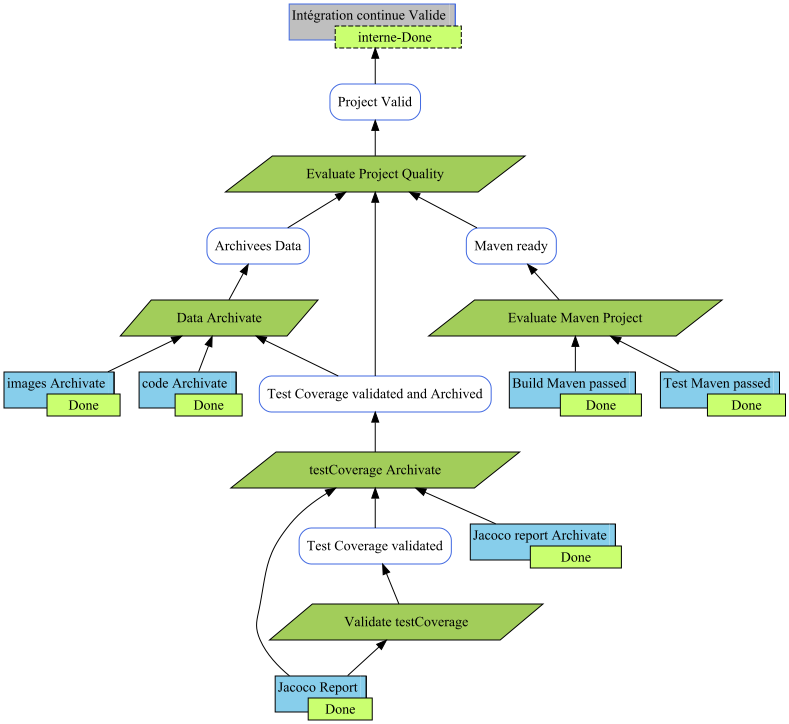 Intégration continue Valide
interne-Done
Project Valid
Evaluate Project Quality
Archivees Data
Maven ready
Data Archivate
Evaluate Maven Project
images Archivate
Done
code Archivate
Done
Test Coverage validated and Archived
Build Maven passed
Done
Test Maven passed
Done
testCoverage Archivate
Test Coverage validated
Jacoco report Archivate
Done
Validate testCoverage
Jacoco Report
Done